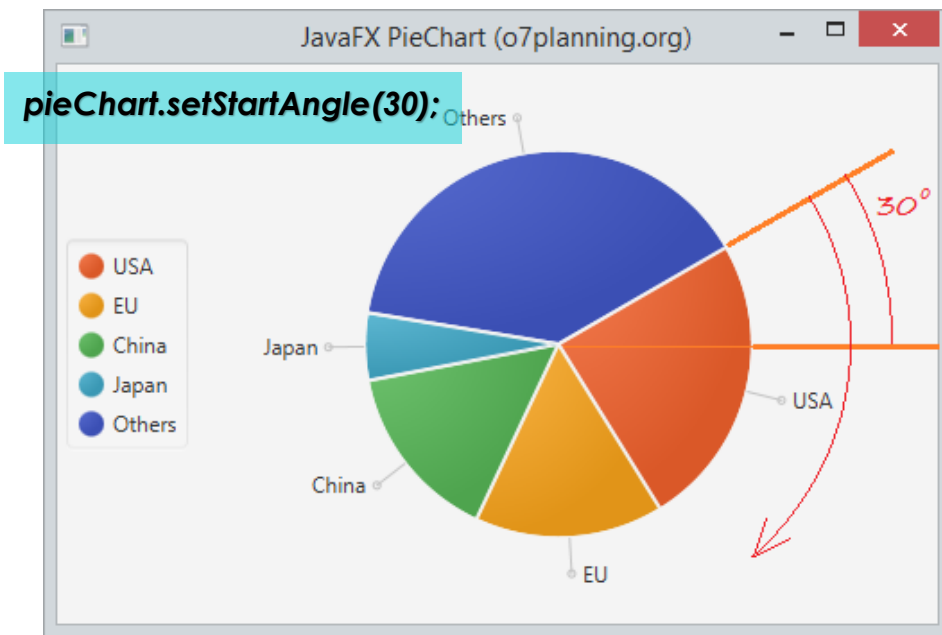 JavaFX PieChart (o7planning.org)
pieChart.setStartAngle(30);
Others
30°
USA
EU
China
Japan
Others
Japan
USA
China
EU